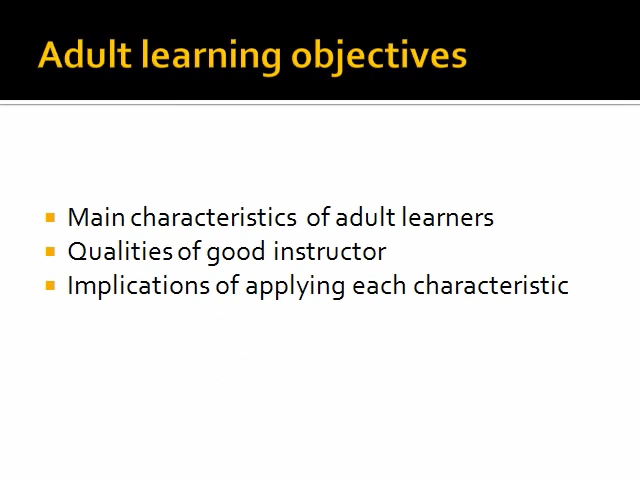 Adult learning objectives
Main characteristics of adult learners
Qualities of good instructor
Implications of applying each characteristic